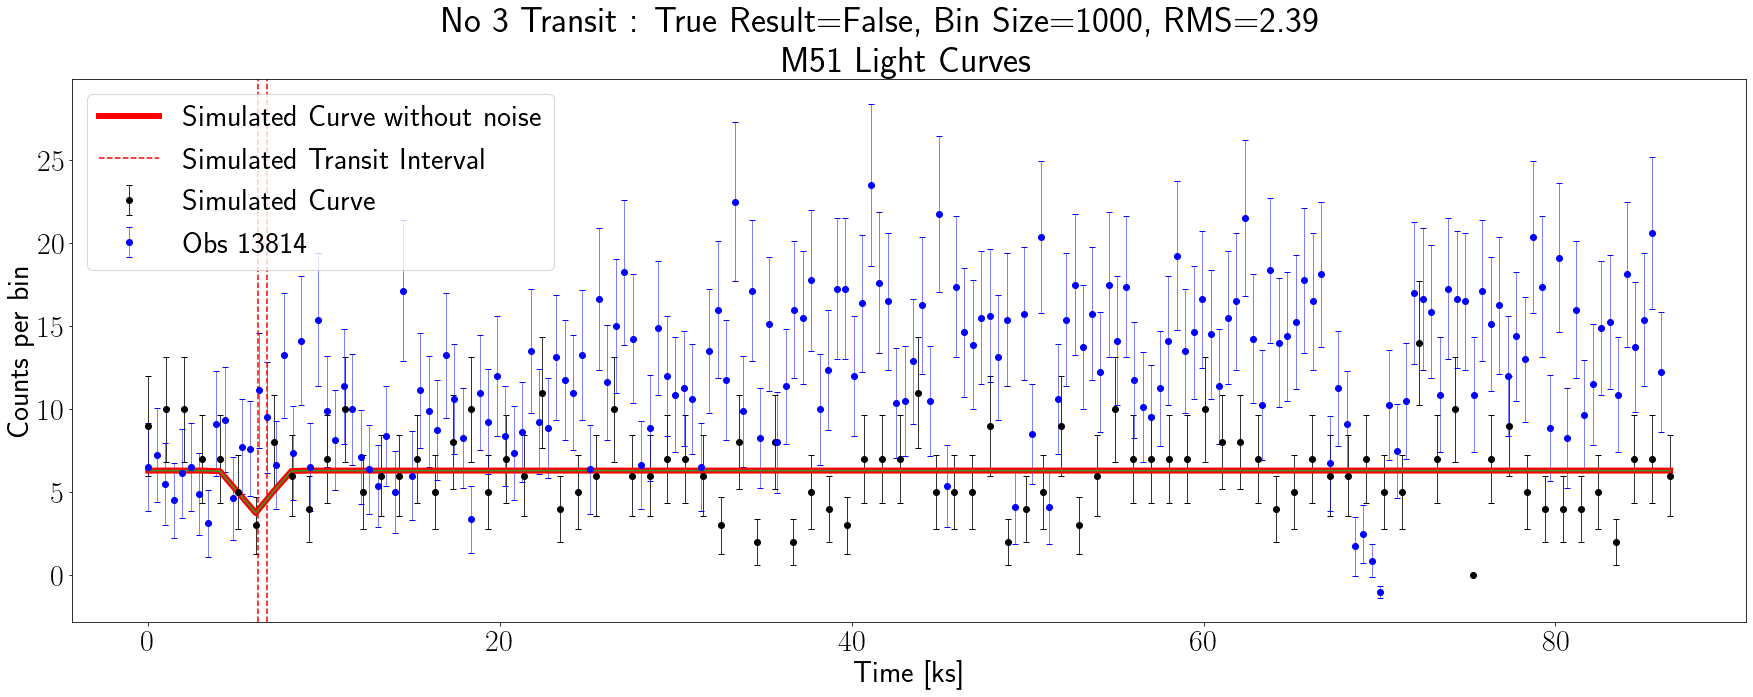 No 3 Transit : True Result=False, Bin Size=1000, RMS=2.39
M51 Light Curves
Simulated Curve without noise
Simulated Transit Interval
Simulated Curve
Obs 13814
Counts per bin
25
20
15
10
5
0
0 20 40 60 80
Time [ks]